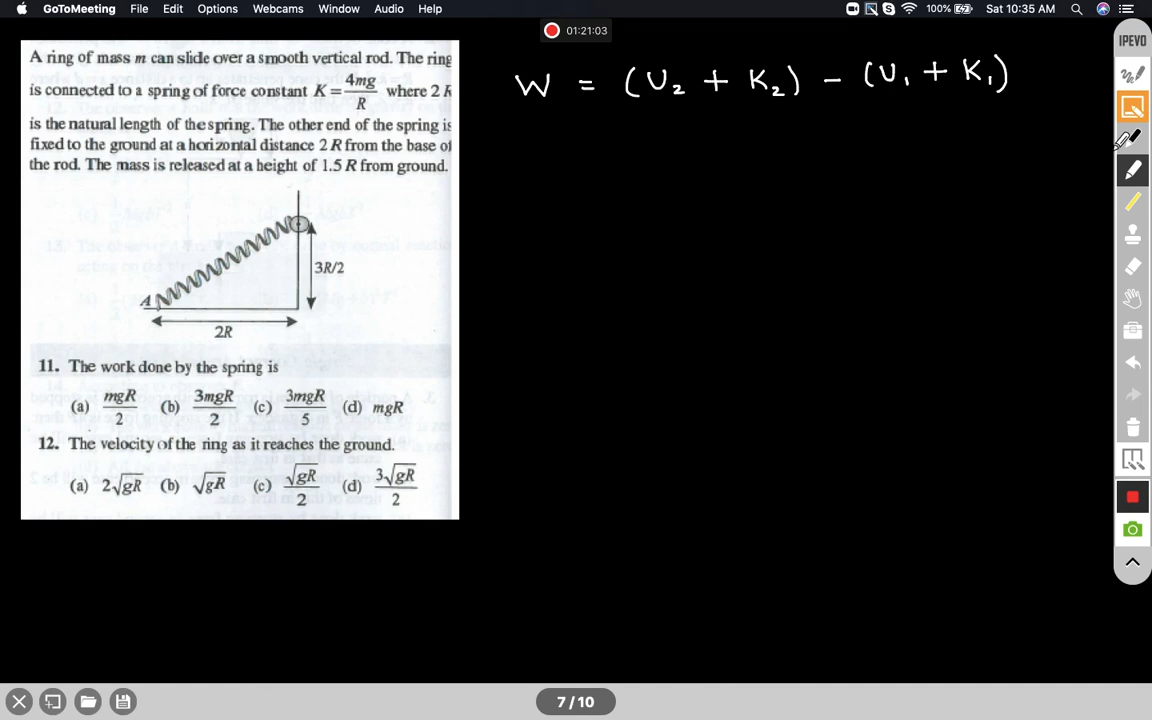 GoToMeeting File Edit Options Webcams Window Audio Help 100% Sat 10:35 AM
01:21:03
IPEVO
A ring of mass m can slide over a smooth vertical rod. The ring
is connected to a spring of force constant K = 4mg/R where 2 R
is the natural length of the spring. The other end of the spring is
fixed to the ground at a horizontal distance 2 R from the base of
the rod. The mass is released at a height of 1.5 R from ground.
3R/2
A
2R
11. The work done by the spring is
(a) mgR/2 (b) 3mgR/2 (c) 3mgR/5 (d) mgR
12. The velocity of the ring as it reaches the ground.
(a) 2√gR (b) √gR (c) √gR/2 (d) 3√gR/2
W = (U₂ + K₂) − (U₁ + K₁)
7 / 10